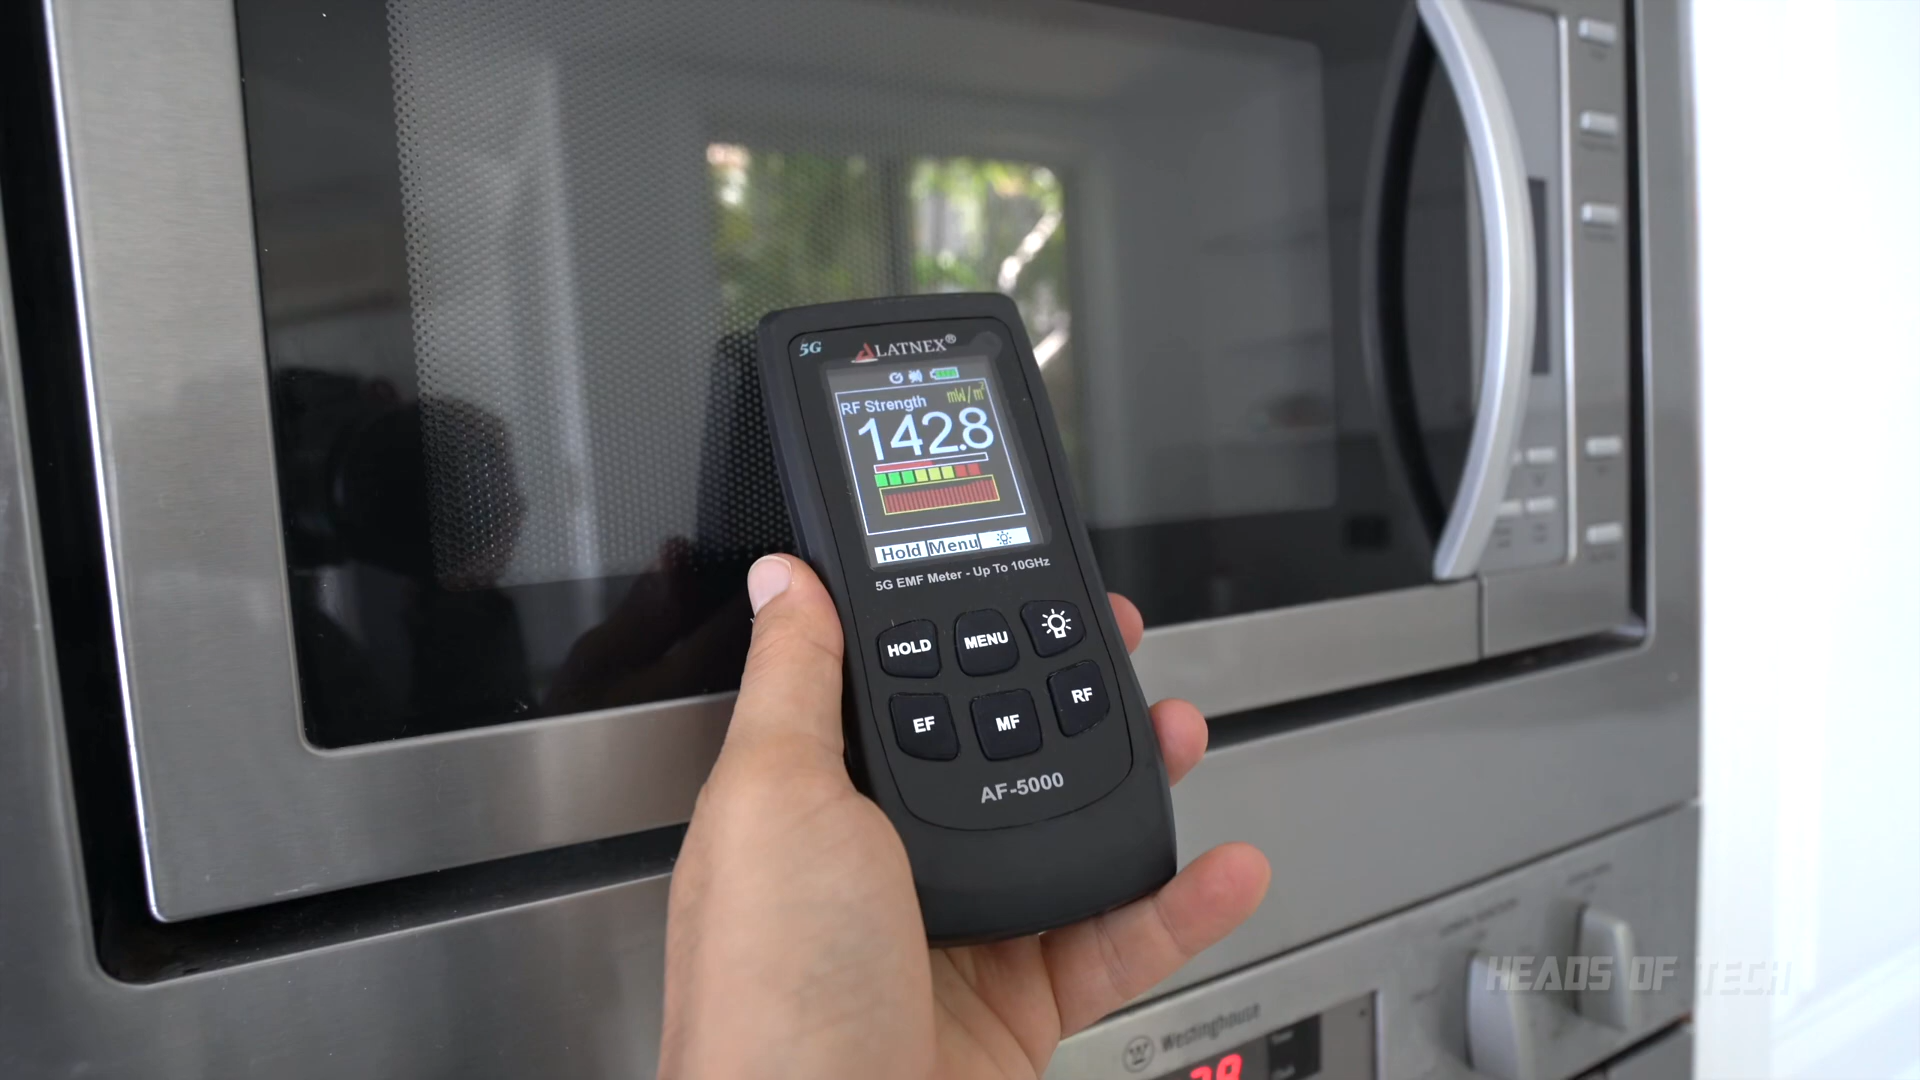 5G LATNEX®
RF Strength mW/m²
142.8
Hold Menu
5G EMF Meter - Up To 10GHz
HOLD MENU
EF MF RF
AF-5000
HEADS OF TECH
Westinghouse